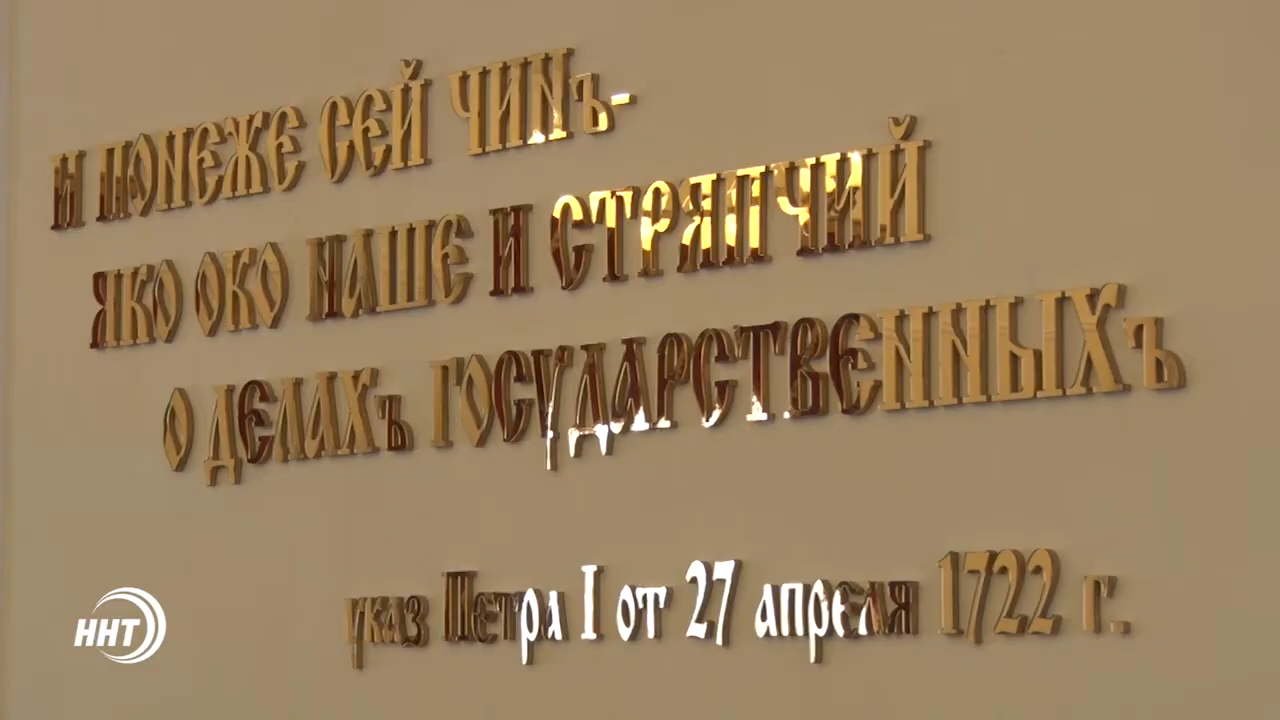 И ПОНЕЖЕ СЕЙ ЧИНЪ-
ЯКО ОКО НАШЕ И СТРЯПЧИЙ
О ДЕЛАХЪ ГОСУДАРСТВЕННЫХЪ
указ Петра I от 27 апреля 1722 г.
ННТ